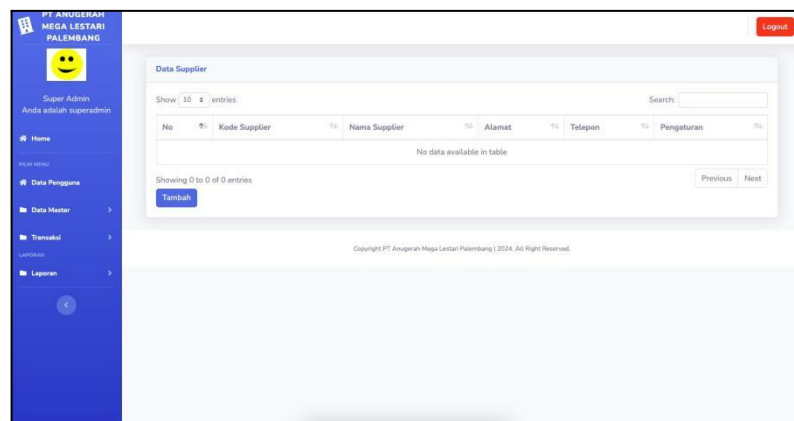 PT ANUGERAH
MEGA LESTARI
PALEMBANG
Logout
Super Admin
Anda adalah superadmin
Home
PILIH MENU
Data Pengguna
Data Master
Transaksi
LAPORAN
Laporan
Data Supplier
Show 10 entries
Search:
No Kode Supplier Nama Supplier Alamat Telepon Pengaturan
No data available in table
Showing 0 to 0 of 0 entries
Previous Next
Tambah
Copyright PT Anugerah Mega Lestari Palembang | 2024. All Right Reserved.